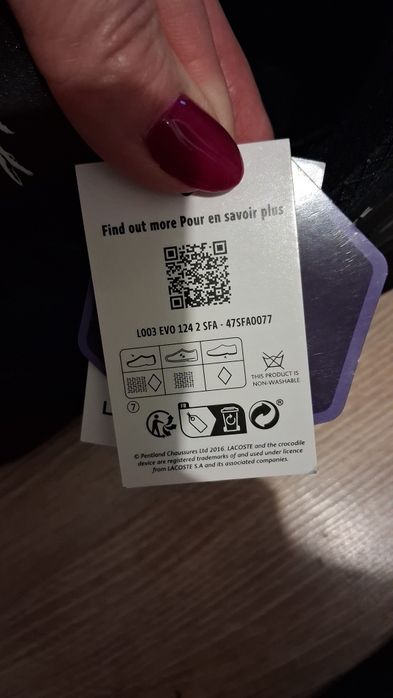 Find out more Pour en savoir plus
L003 EVO 124 2 SFA - 47SFA0077
THIS PRODUCT IS
NON-WASHABLE
7
FR
®
© Pentland Chaussures Ltd 2016. LACOSTE and the crocodile
device are registered trademarks of and used under licence
from LACOSTE S.A and its associated companies.
L